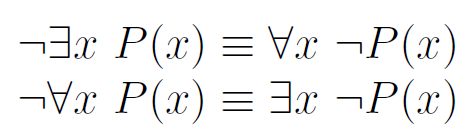 ¬∃x P(x) ≡ ∀x ¬P(x)
¬∀x P(x) ≡ ∃x ¬P(x)